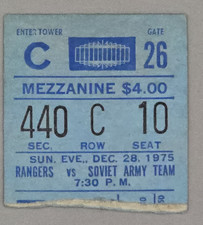 ENTER TOWER GATE
C 26
MEZZANINE $4.00
440 C 10
SEC. ROW SEAT
SUN. EVE., DEC. 28, 1975
RANGERS vs SOVIET ARMY TEAM
7:30 P.M.